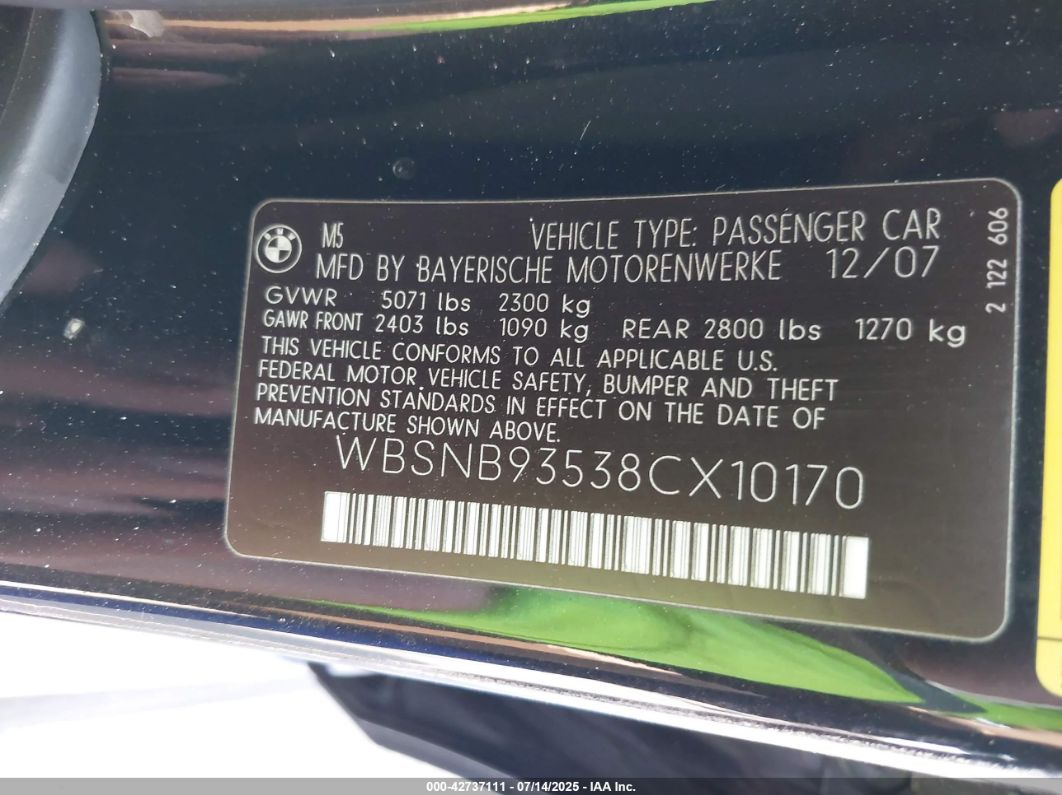 M5 VEHICLE TYPE: PASSENGER CAR
MFD BY BAYERISCHE MOTORENWERKE 12/07
GVWR 5071 lbs 2300 kg
GAWR FRONT 2403 lbs 1090 kg REAR 2800 lbs 1270 kg
THIS VEHICLE CONFORMS TO ALL APPLICABLE U.S.
FEDERAL MOTOR VEHICLE SAFETY, BUMPER AND THEFT
PREVENTION STANDARDS IN EFFECT ON THE DATE OF
MANUFACTURE SHOWN ABOVE.
WBSNB93538CX10170
2 122 606
000-42737111 - 07/14/2025 - IAA Inc.